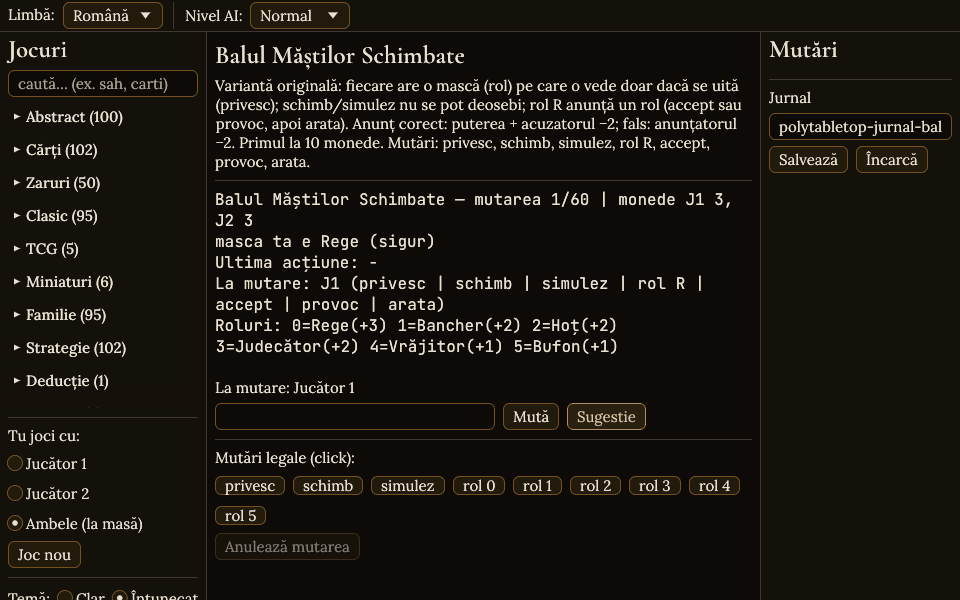 Limbă: Română ▼ Nivel AI: Normal ▼
Jocuri
caută... (ex. sah, carti)
▸ Abstract (100)
▸ Cărți (102)
▸ Zaruri (50)
▸ Clasic (95)
▸ TCG (5)
▸ Miniaturi (6)
▸ Familie (95)
▸ Strategie (102)
▸ Deducție (1)
Tu joci cu:
Jucător 1
Jucător 2
Ambele (la masă)
Joc nou
Temă: Clar Întunecat
Balul Măștilor Schimbate
Variantă originală: fiecare are o mască (rol) pe care o vede doar dacă se uită
(privesc); schimb/simulez nu se pot deosebi; rol R anunță un rol (accept sau
provoc, apoi arata). Anunț corect: puterea + acuzatorul −2; fals: anunțatorul
−2. Primul la 10 monede. Mutări: privesc, schimb, simulez, rol R, accept,
provoc, arata.
Balul Măștilor Schimbate — mutarea 1/60 | monede J1 3,
J2 3
masca ta e Rege (sigur)
Ultima acțiune: -
La mutare: J1 (privesc | schimb | simulez | rol R |
accept | provoc | arata)
Roluri: 0=Rege(+3) 1=Bancher(+2) 2=Hoț(+2)
3=Judecător(+2) 4=Vrăjitor(+1) 5=Bufon(+1)
La mutare: Jucător 1
Mută Sugestie
Mutări legale (click):
privesc schimb simulez rol 0 rol 1 rol 2 rol 3 rol 4
rol 5
Anulează mutarea
Mutări
Jurnal
polytabletop-jurnal-bal
Salvează Încarcă